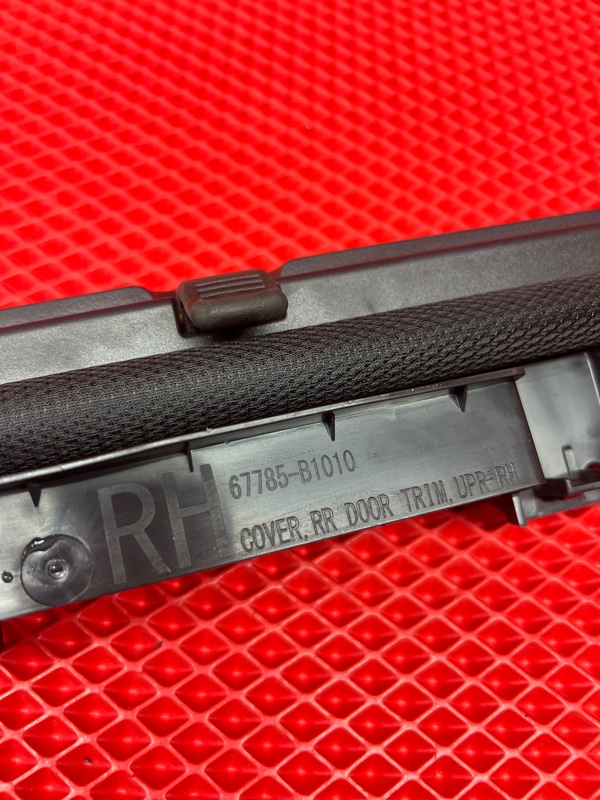 RH
67785-B1010
COVER, RR DOOR TRIM, UPR-RH